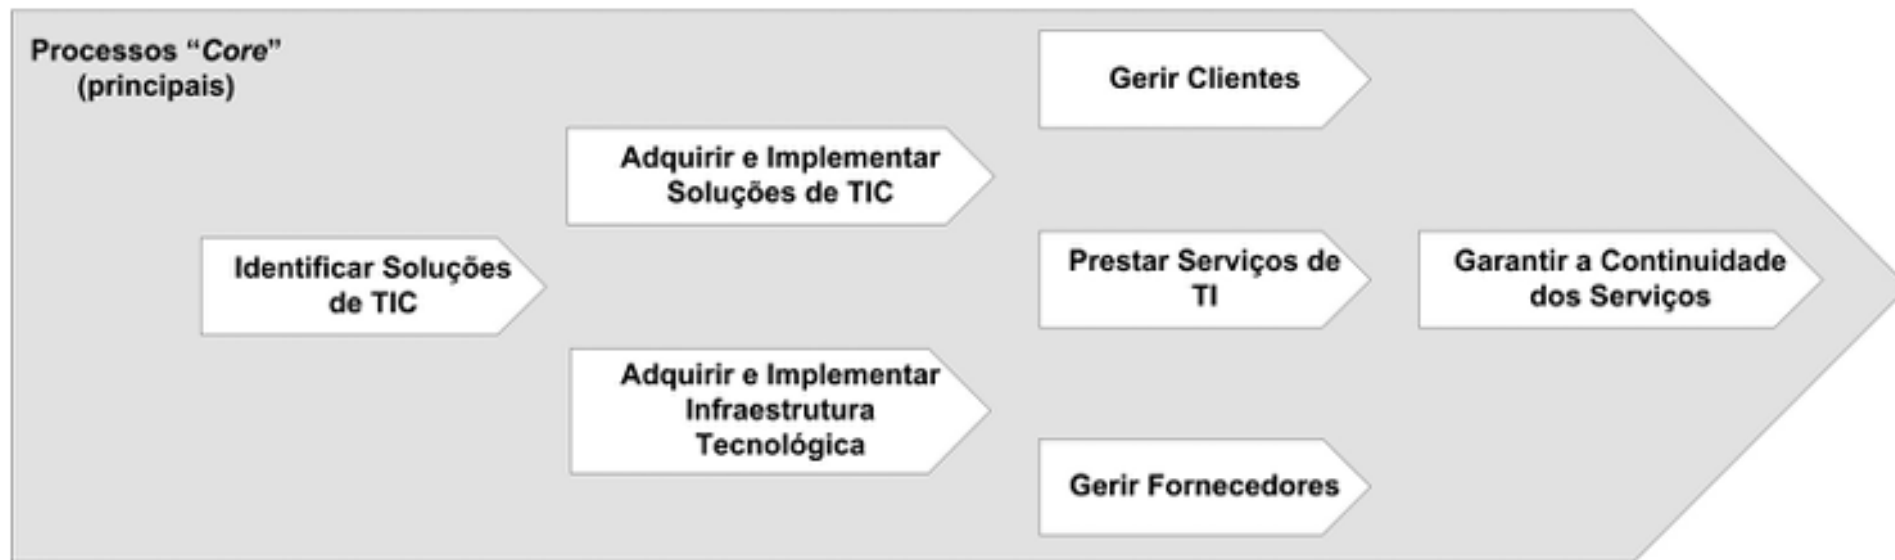 Processos “Core”
(principais)
Identificar Soluções
de TIC
Adquirir e Implementar
Soluções de TIC
Adquirir e Implementar
Infraestrutura
Tecnológica
Gerir Clientes
Prestar Serviços de
TI
Gerir Fornecedores
Garantir a Continuidade
dos Serviços